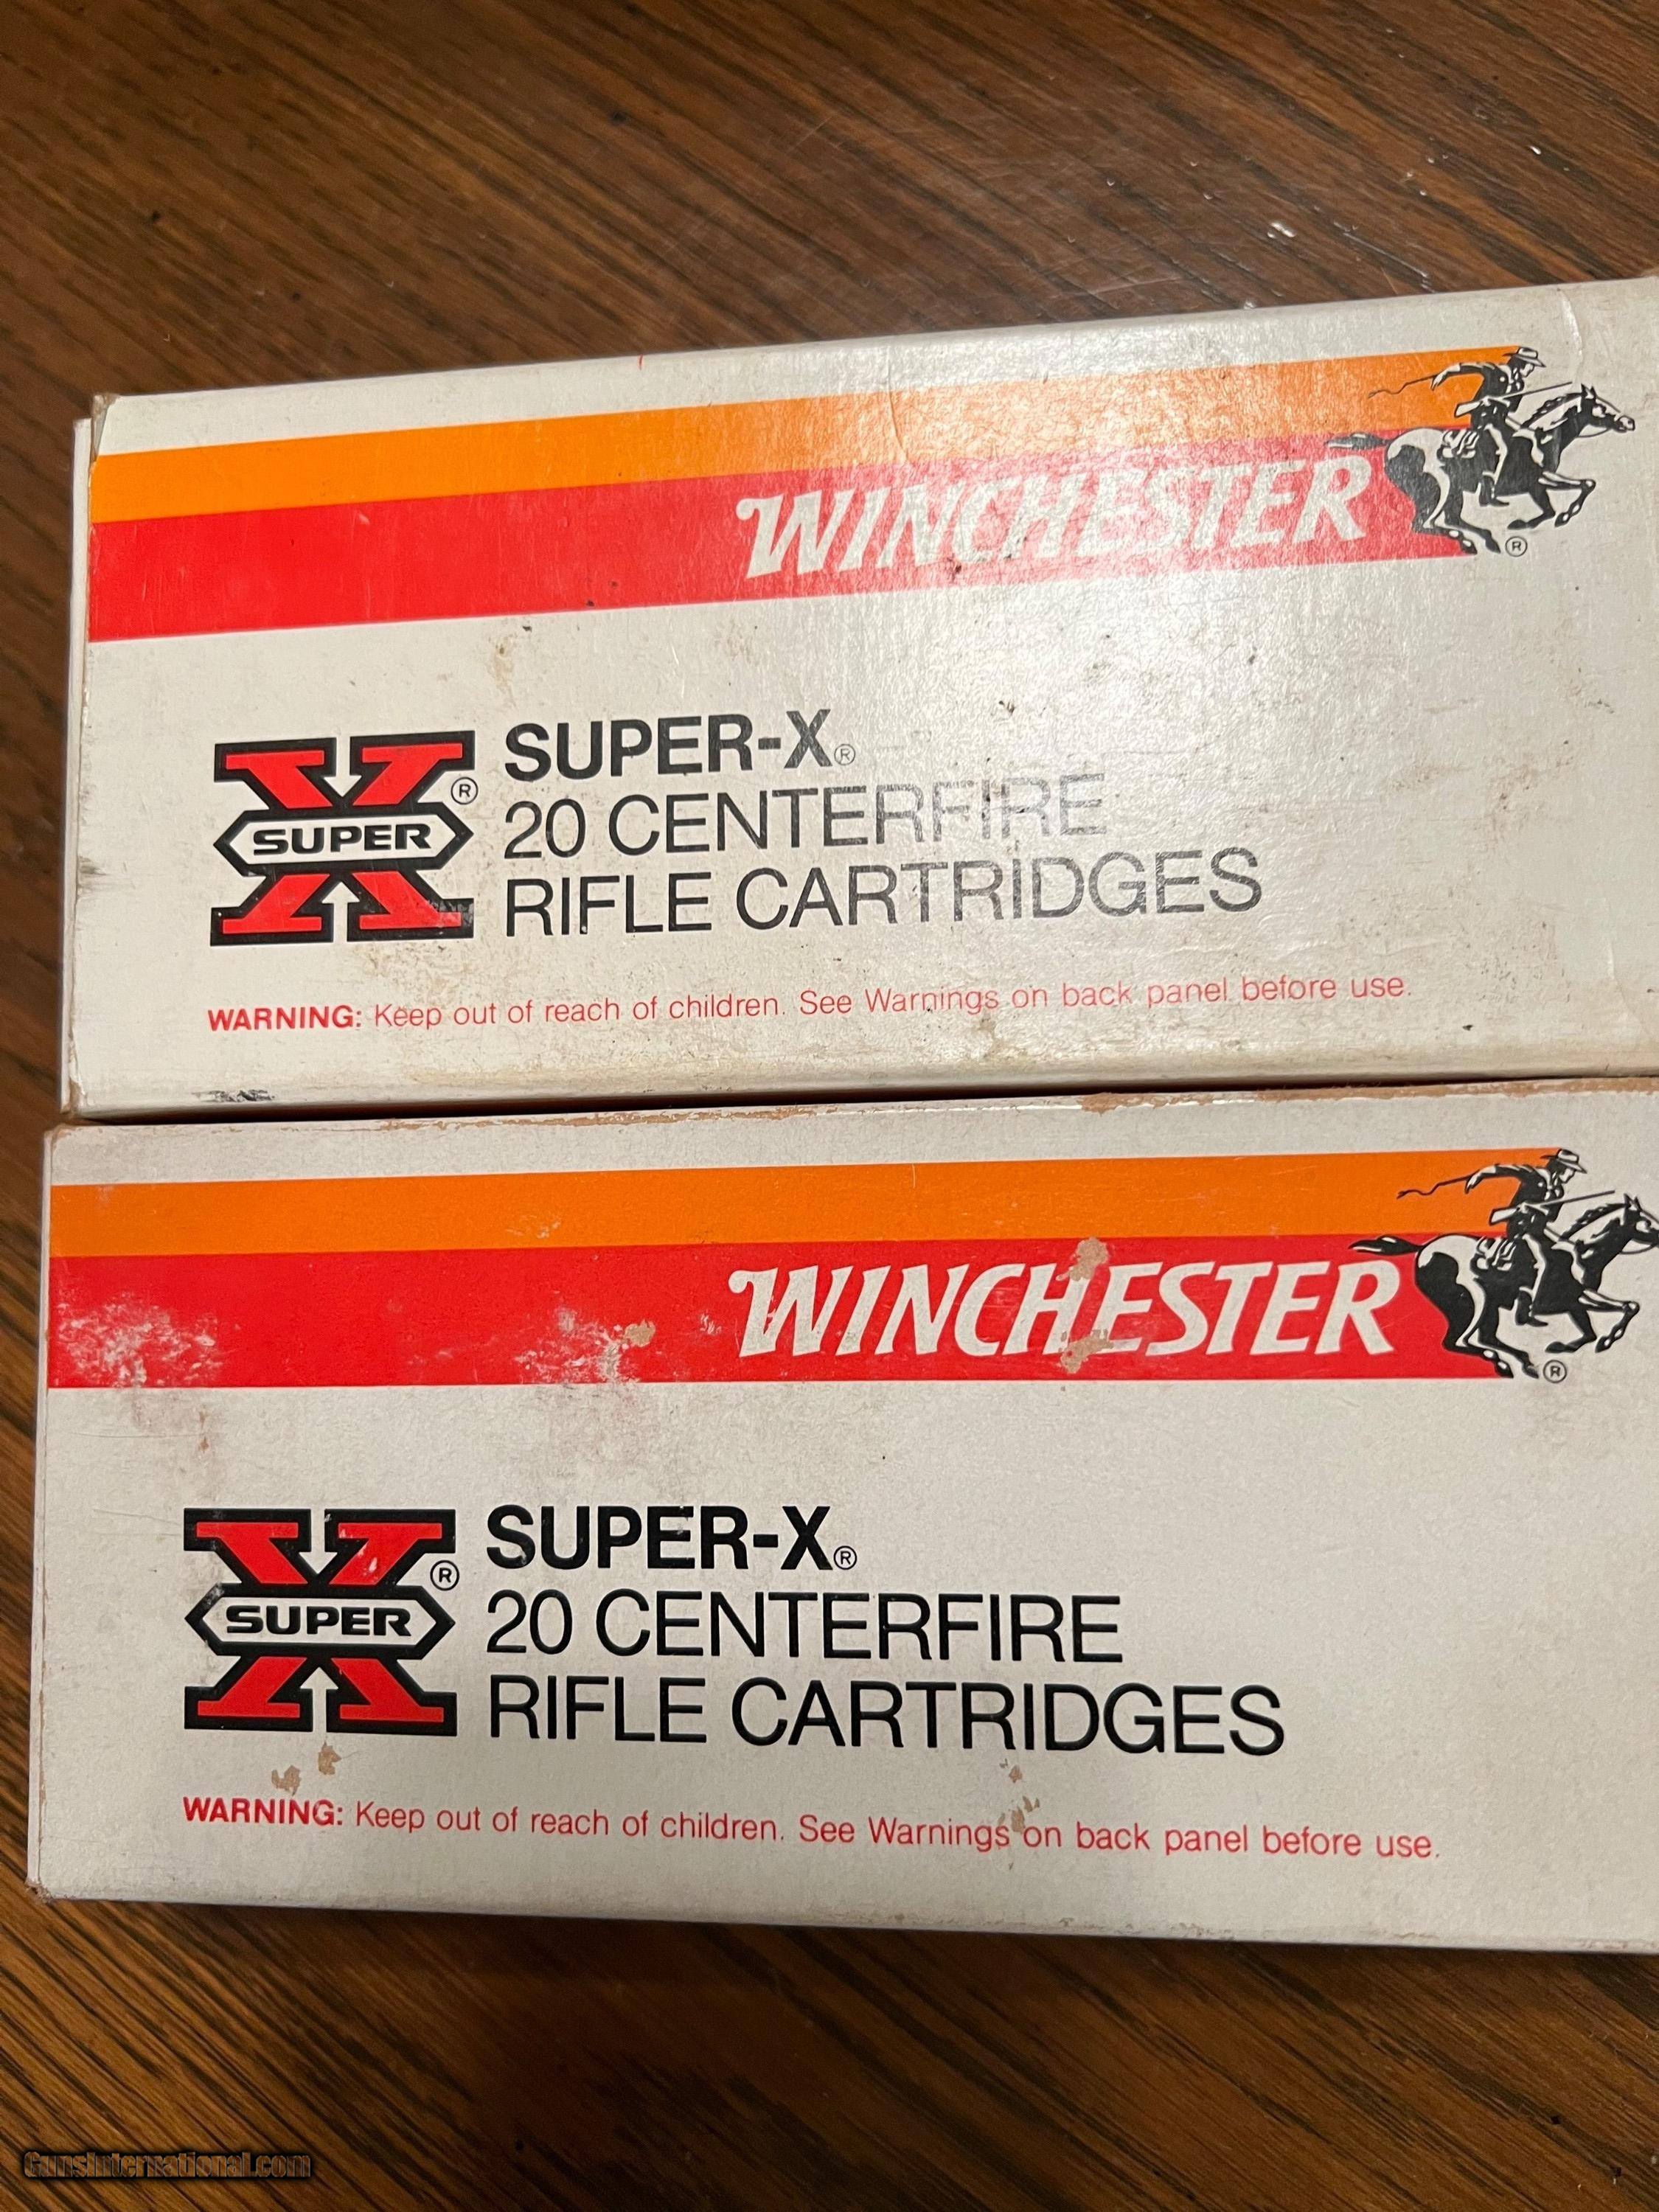 WINCHESTER
®
SUPER
®
SUPER-X®
20 CENTERFIRE
RIFLE CARTRIDGES
WARNING: Keep out of reach of children. See Warnings on back panel before use.
WINCHESTER
®
SUPER
®
SUPER-X®
20 CENTERFIRE
RIFLE CARTRIDGES
WARNING: Keep out of reach of children. See Warnings on back panel before use.
GunsInternational.com